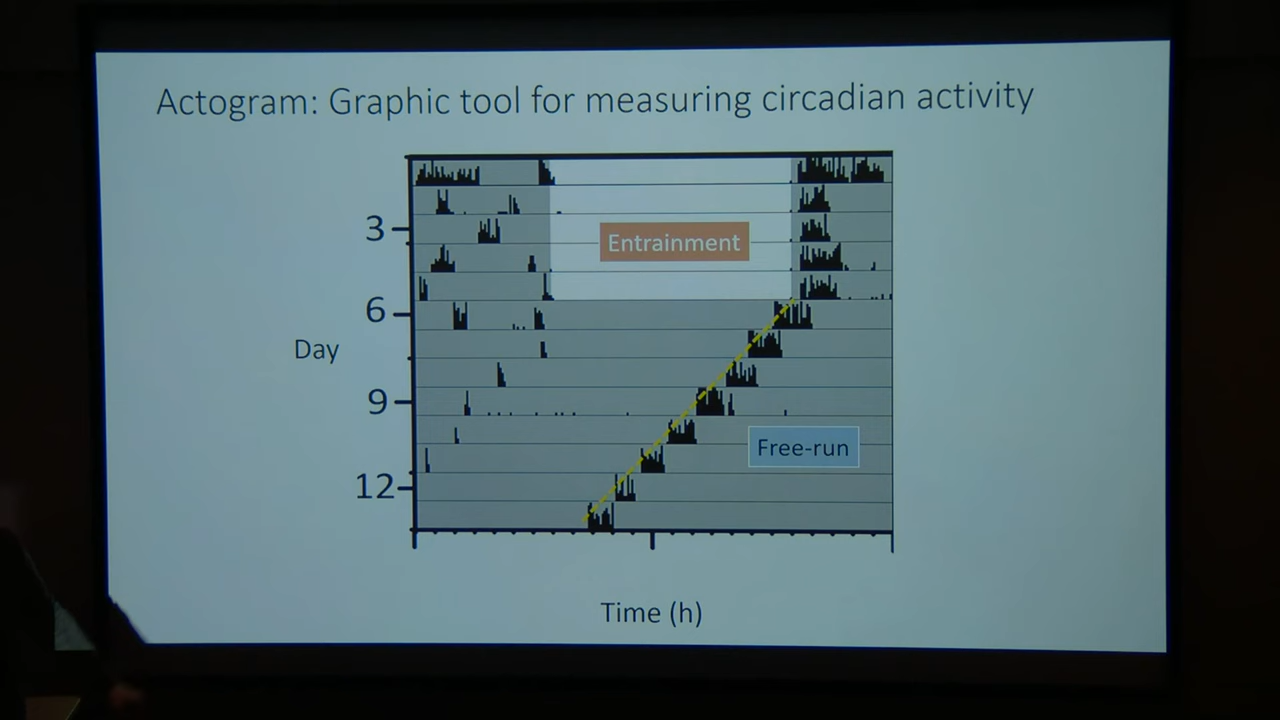 Actogram: Graphic tool for measuring circadian activity
3
Entrainment
6
Day
9
Free-run
12
Time (h)